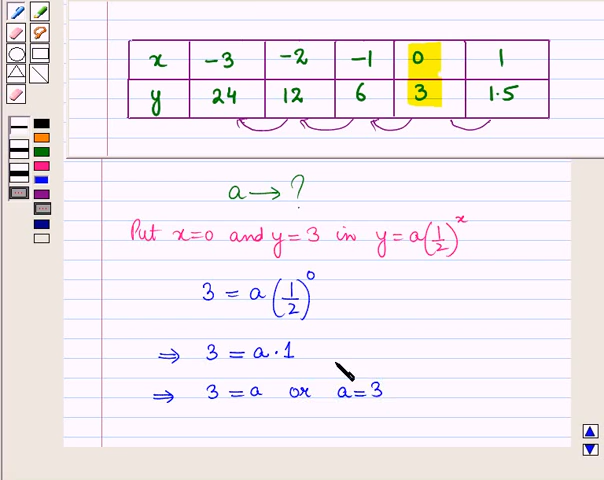 x -3 -2 -1 0 1
y 24 12 6 3 1.5
a → ?
Put x=0 and y=3 in y=a(1/2)^x
3 = a(1/2)^0
⇒ 3 = a·1
⇒ 3 = a or a=3